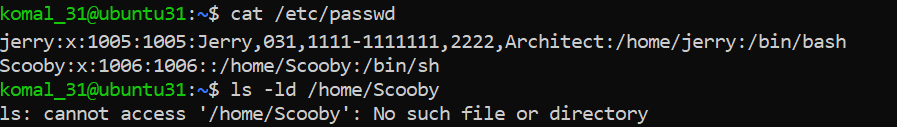 komal_31@ubuntu31:~$ cat /etc/passwd
jerry:x:1005:1005:Jerry,031,1111-1111111,2222,Architect:/home/jerry:/bin/bash
Scooby:x:1006:1006::/home/Scooby:/bin/sh
komal_31@ubuntu31:~$ ls -ld /home/Scooby
ls: cannot access '/home/Scooby': No such file or directory